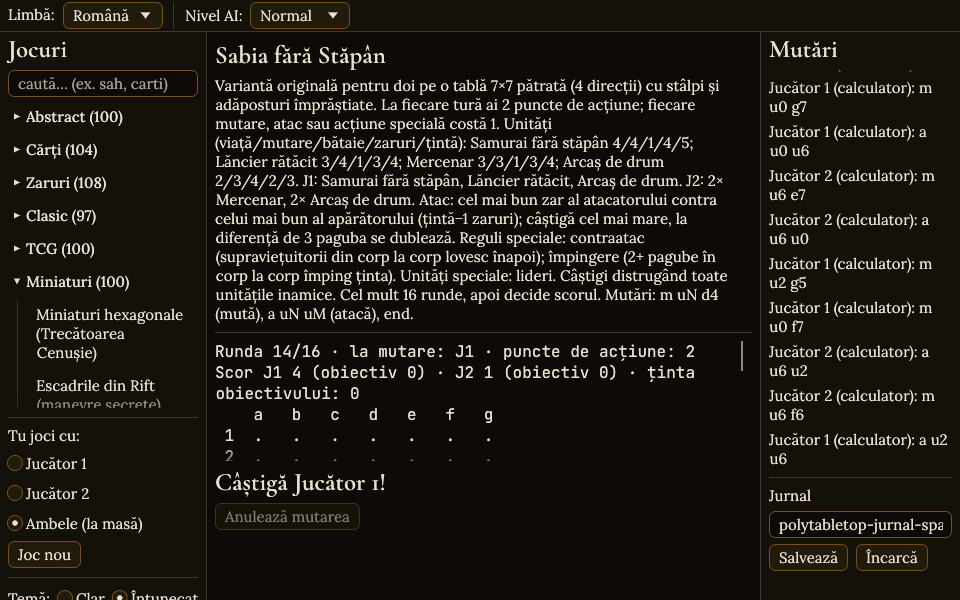 Limbă: Română Nivel AI: Normal
Jocuri
caută... (ex. sah, carti)
Abstract (100)
Cărți (104)
Zaruri (108)
Clasic (97)
TCG (100)
Miniaturi (100)
Miniaturi hexagonale
(Trecătoarea
Cenușie)
Escadrile din Rift
(manevre secrete)
Tu joci cu:
Jucător 1
Jucător 2
Ambele (la masă)
Joc nou
Temă: Clar Întunecat
Sabia fără Stăpân
Variantă originală pentru doi pe o tablă 7×7 pătrată (4 direcții) cu stâlpi și
adăposturi împrăștiate. La fiecare tură ai 2 puncte de acțiune; fiecare
mutare, atac sau acțiune specială costă 1. Unități
(viață/mutare/bătaie/zaruri/țintă): Samurai fără stăpân 4/4/1/4/5;
Lăncier rătăcit 3/4/1/3/4; Mercenar 3/3/1/3/4; Arcaș de drum
2/3/4/2/3. J1: Samurai fără stăpân, Lăncier rătăcit, Arcaș de drum. J2: 2×
Mercenar, 2× Arcaș de drum. Atac: cel mai bun zar al atacatorului contra
celui mai bun al apărătorului (țintă−1 zaruri); câștigă cel mai mare, la
diferență de 3 paguba se dublează. Reguli speciale: contraatac
(supraviețuitorii din corp la corp lovesc înapoi); împingere (2+ pagube în
corp la corp împing ținta). Unități speciale: lideri. Câștigi distrugând toate
unitățile inamice. Cel mult 16 runde, apoi decide scorul. Mutări: m uN d4
(mută), a uN uM (atacă), end.
Runda 14/16 · la mutare: J1 · puncte de acțiune: 2
Scor J1 4 (obiectiv 0) · J2 1 (obiectiv 0) · ținta
obiectivului: 0
a b c d e f g
1 . . . . . . .
2 . . . . . . .
Câștigă Jucător 1!
Anulează mutarea
Mutări
Jucător 1 (calculator): m
u0 g7
Jucător 1 (calculator): a
u0 u6
Jucător 2 (calculator): m
u6 e7
Jucător 2 (calculator): a
u6 u0
Jucător 1 (calculator): m
u2 g5
Jucător 1 (calculator): m
u0 f7
Jucător 2 (calculator): a
u6 u2
Jucător 2 (calculator): m
u6 f6
Jucător 1 (calculator): a u2
u6
Jurnal
polytabletop-jurnal-spa
Salvează Încarcă